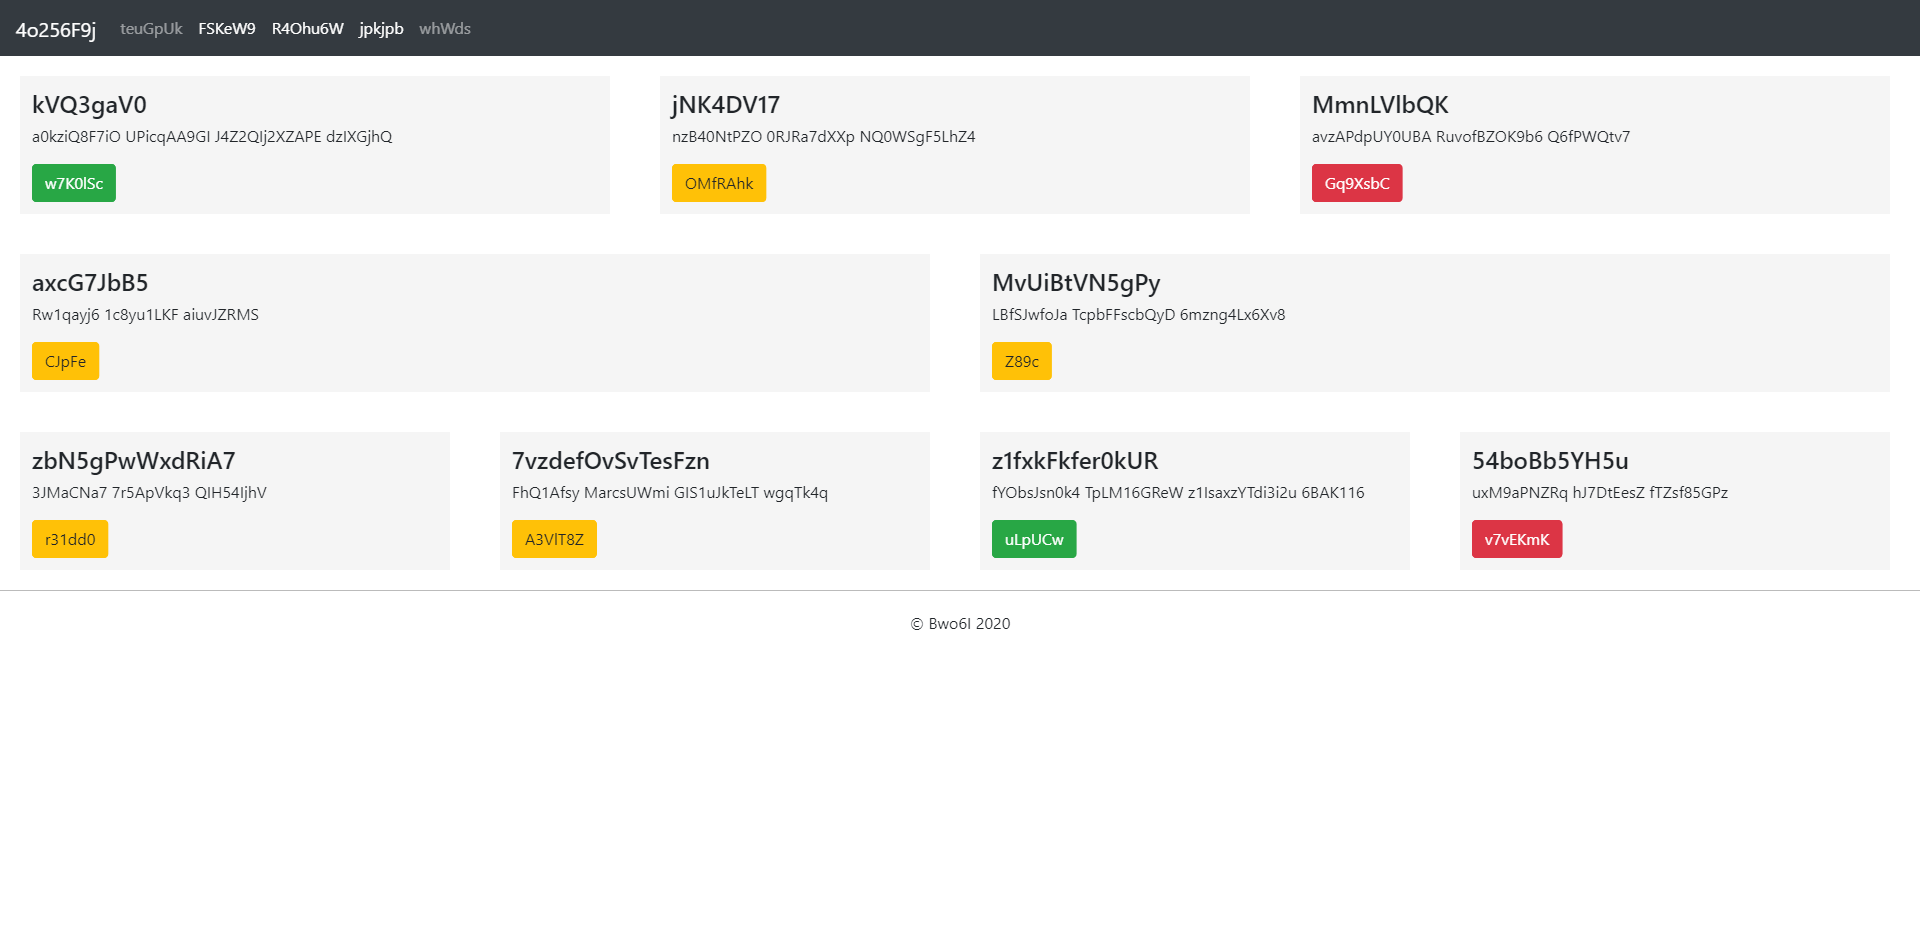 4o256F9j teuGpUk FSKeW9 R4Ohu6W jpkjpb whWds
kVQ3gaV0
a0kziQ8F7iO UPicqAA9GI J4Z2QIj2XZAPE dzIXGjhQ
w7K0lSc
jNK4DV17
nzB40NtPZO 0RJRa7dXXp NQ0WSgF5LhZ4
OMfRAhk
MmnLVlbQK
avzAPdpUY0UBA RuvofBZOK9b6 Q6fPWQtv7
Gq9XsbC
axcG7JbB5
Rw1qayj6 1c8yu1LKF aiuvJZRMS
CJpFe
MvUiBtVN5gPy
LBfSJwfoJa TcpbFFscbQyD 6mzng4Lx6Xv8
Z89c
zbN5gPwWxdRiA7
3JMaCNa7 7r5ApVkq3 QIH54IjhV
r31dd0
7vzdefOvSvTesFzn
FhQ1Afsy MarcsUWmi GIS1uJkTeLT wgqTk4q
A3VlT8Z
z1fxkFkfer0kUR
fYObsJsn0k4 TpLM16GReW z1IsaxzYTdi3i2u 6BAK116
uLpUCw
54boBb5YH5u
uxM9aPNZRq hJ7DtEesZ fTZsf85GPz
v7vEKmK
© Bwo6I 2020